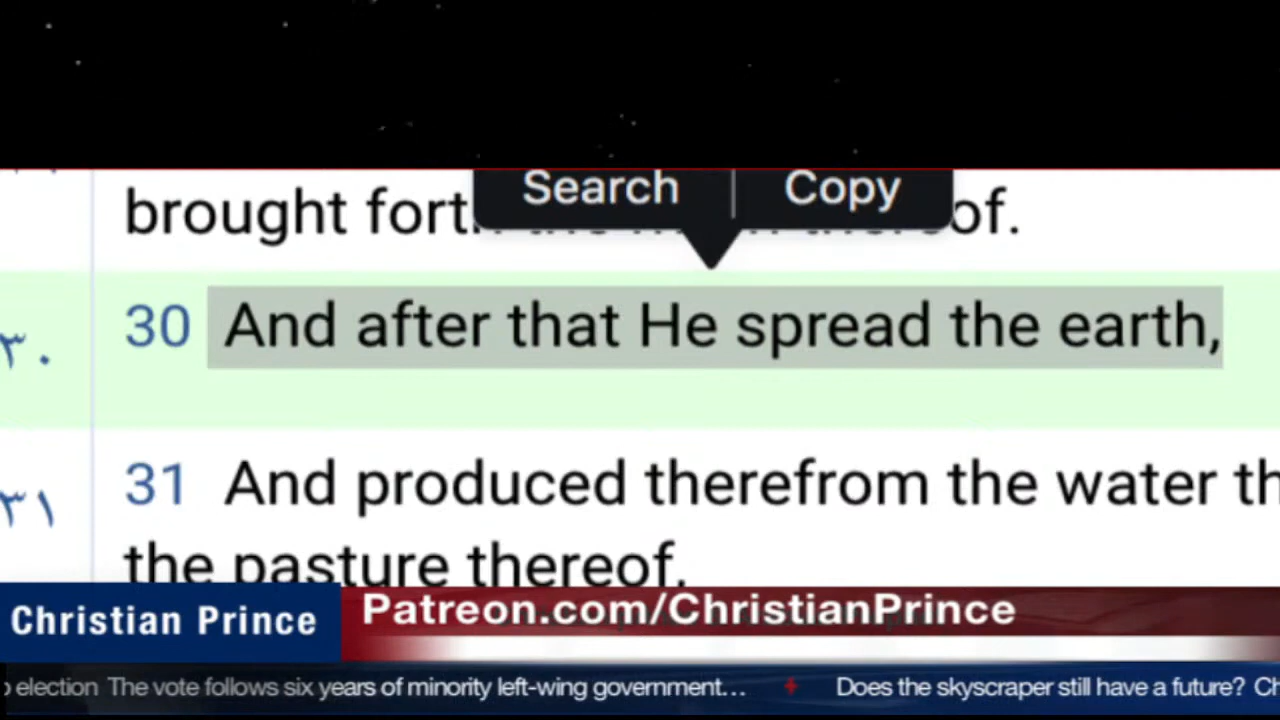 Search | Copy
brought forth of.
٣٠ 30 And after that He spread the earth,
٣١ 31 And produced therefrom the water
the pasture thereof.
Christian Prince Patreon.com/ChristianPrince
election The vote follows six years of minority left-wing government... Does the skyscraper still have a future?